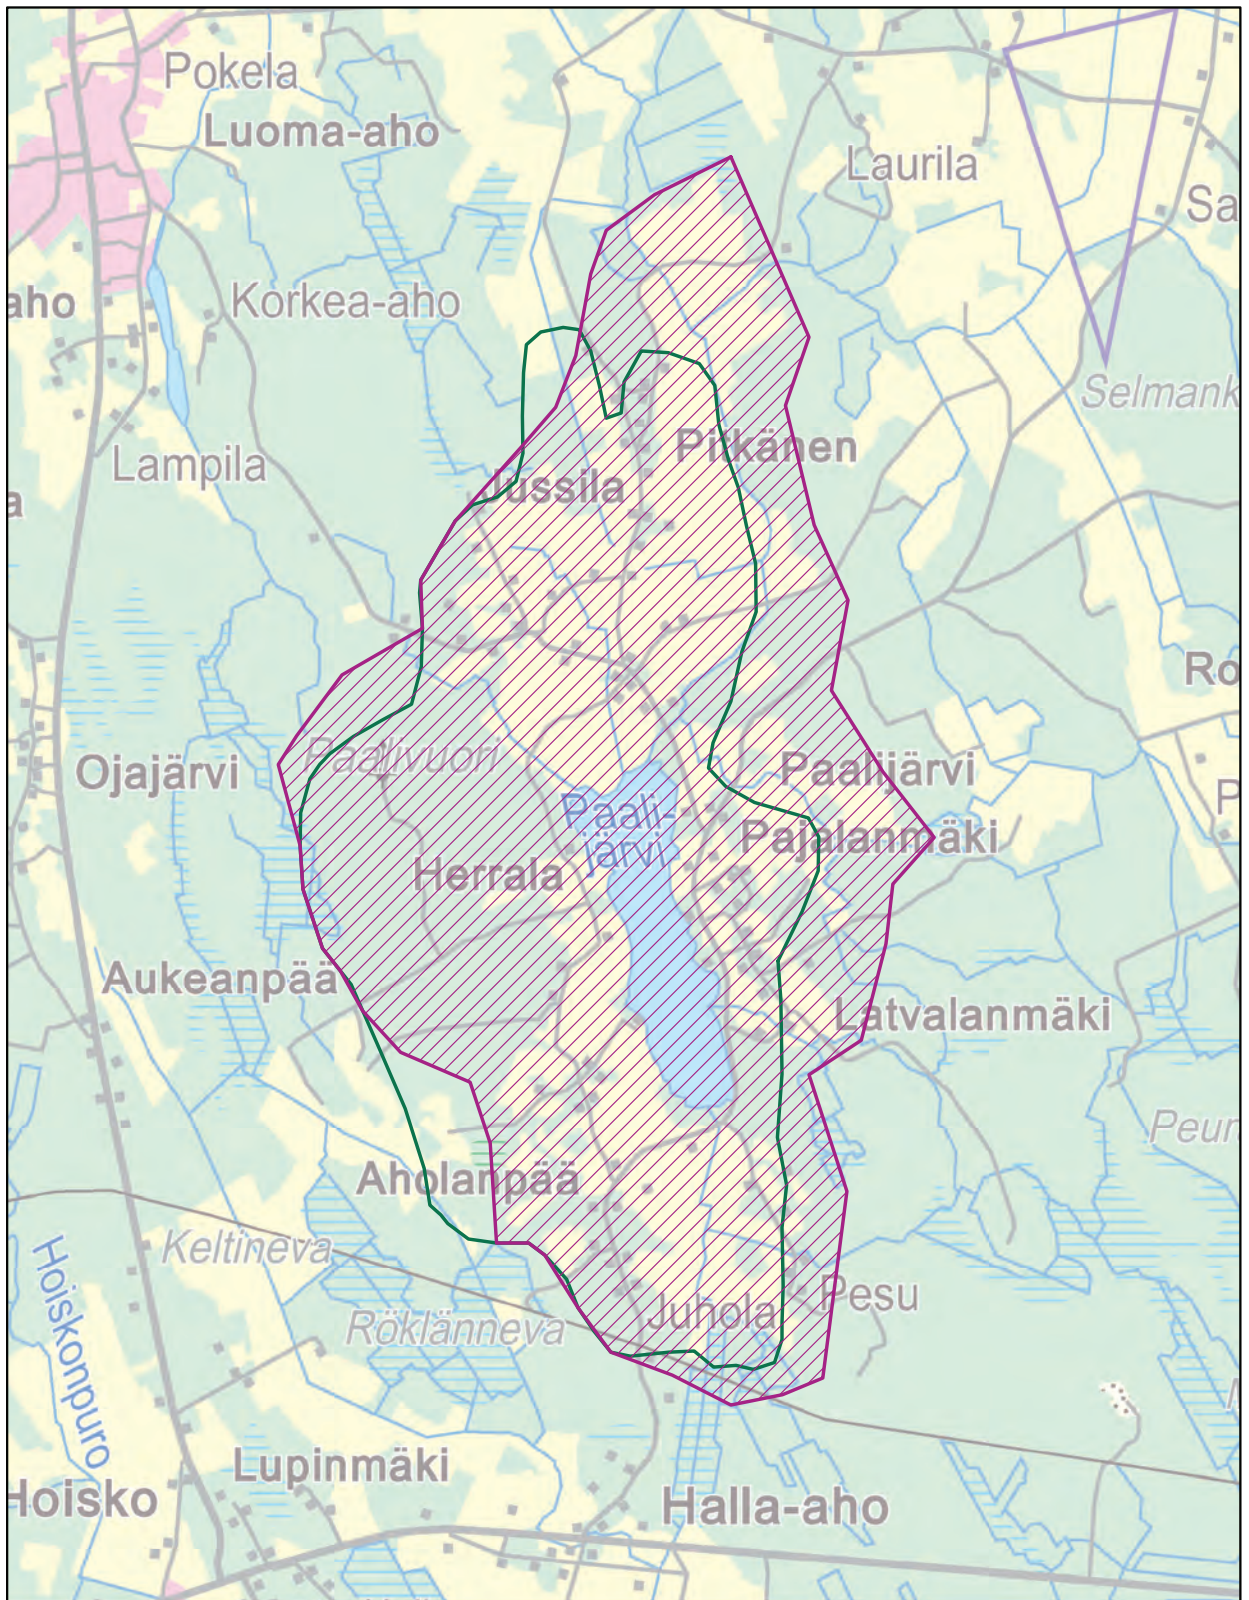 Pokela
Luoma-aho
Laurila
Sa
aho
Korkea-aho
Selmank
Pitkänen
Lampila
Jussila
a
Ro
Paalivuori
Ojajärvi
Paalijärvi
P
Paali-
järvi
Pajalanmäki
Herrala
Aukeanpää
Latvalanmäki
Peur
Aholanpää
Keltineva
Hoiskonpuro
Pesu
Juhola
Röklänneva
Lupinmäki
Hoisko
Halla-aho